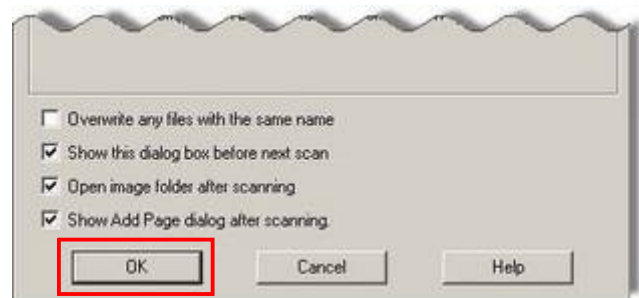 Overwrite any files with the same name
Show this dialog box before next scan
Open image folder after scanning
Show Add Page dialog after scanning.
OK Cancel Help